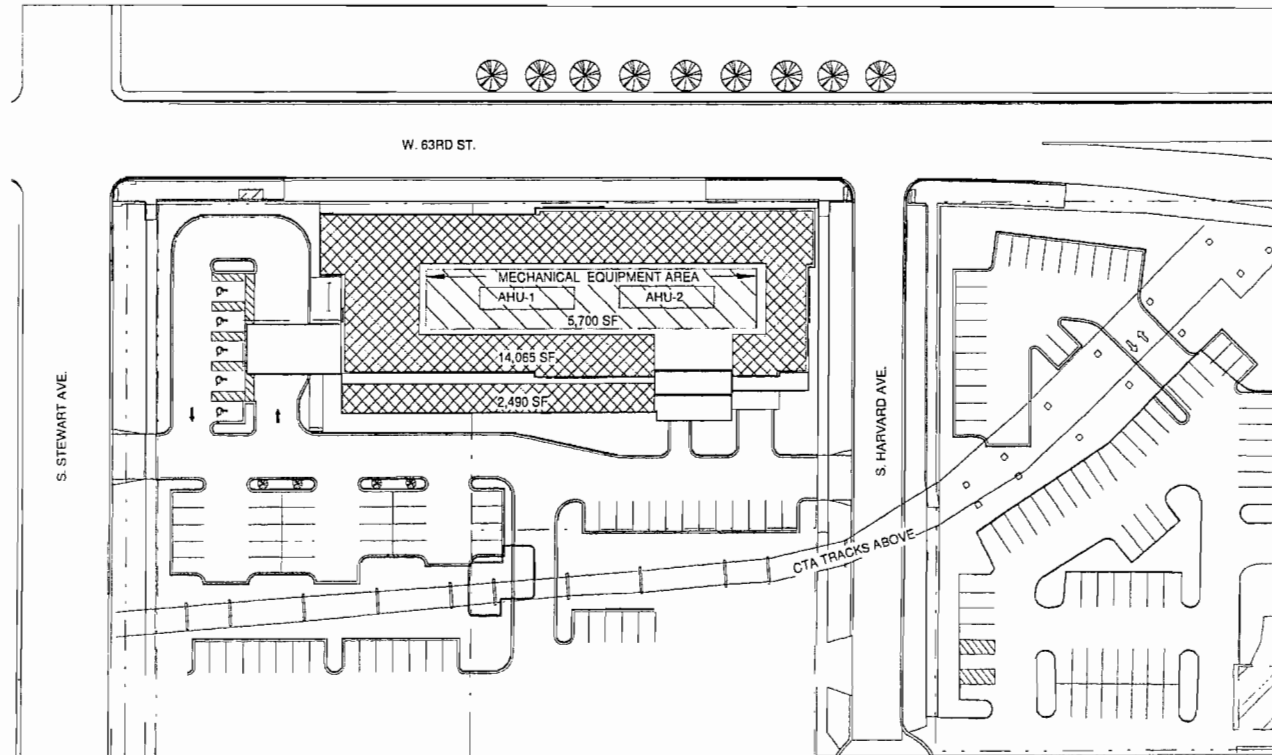 W. 63RD ST.
MECHANICAL EQUIPMENT AREA
AHU-1
AHU-2
5,700 SF
14,065 SF
2,490 SF
S. STEWART AVE.
S. HARVARD AVE.
CTA TRACKS ABOVE